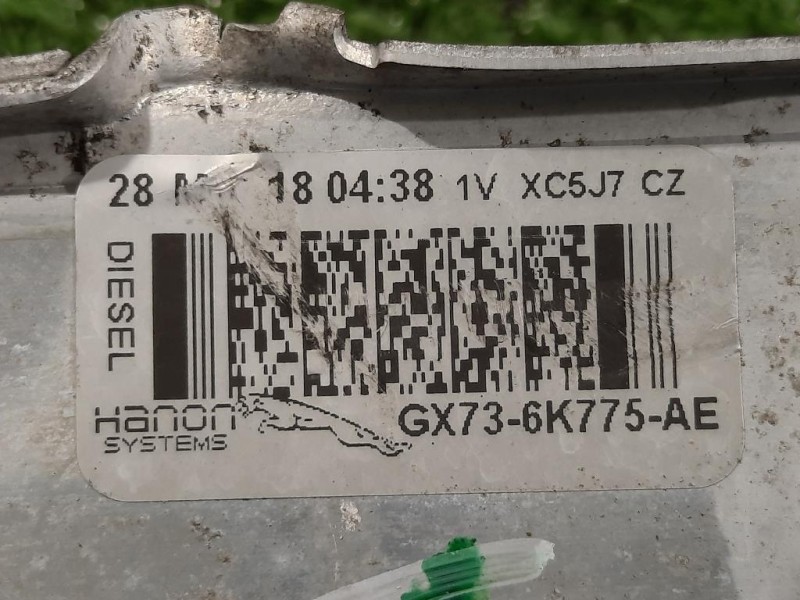 28 18 04:38 1V XC5J7 CZ
DIESEL
Hanon
SYSTEMS
GX73-6K775-AE